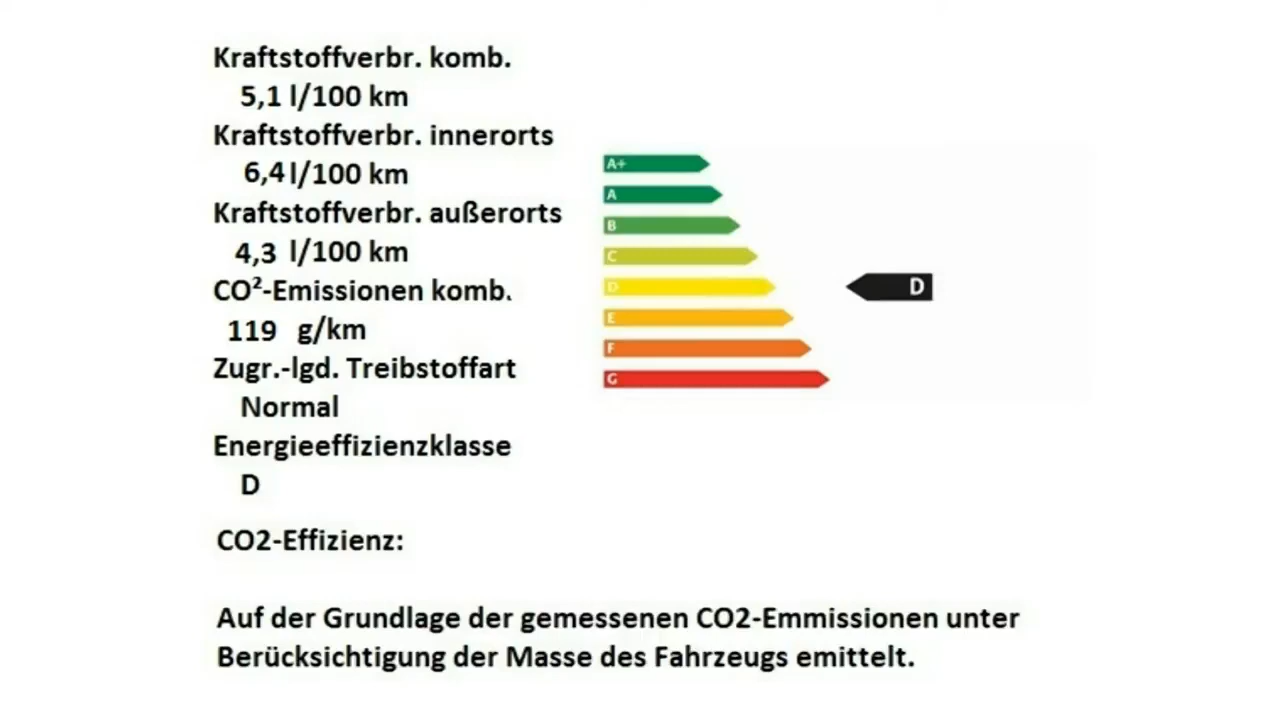 Kraftstoffverbr. komb.
5,1 l/100 km
Kraftstoffverbr. innerorts
6,4 l/100 km
Kraftstoffverbr. außerorts
4,3 l/100 km
CO²-Emissionen komb.
119 g/km
Zugr.-lgd. Treibstoffart
Normal
Energieeffizienzklasse
D
A+
A
B
C
D
E
F
G
D
CO2-Effizienz:
Auf der Grundlage der gemessenen CO2-Emmissionen unter
Berücksichtigung der Masse des Fahrzeugs emittelt.